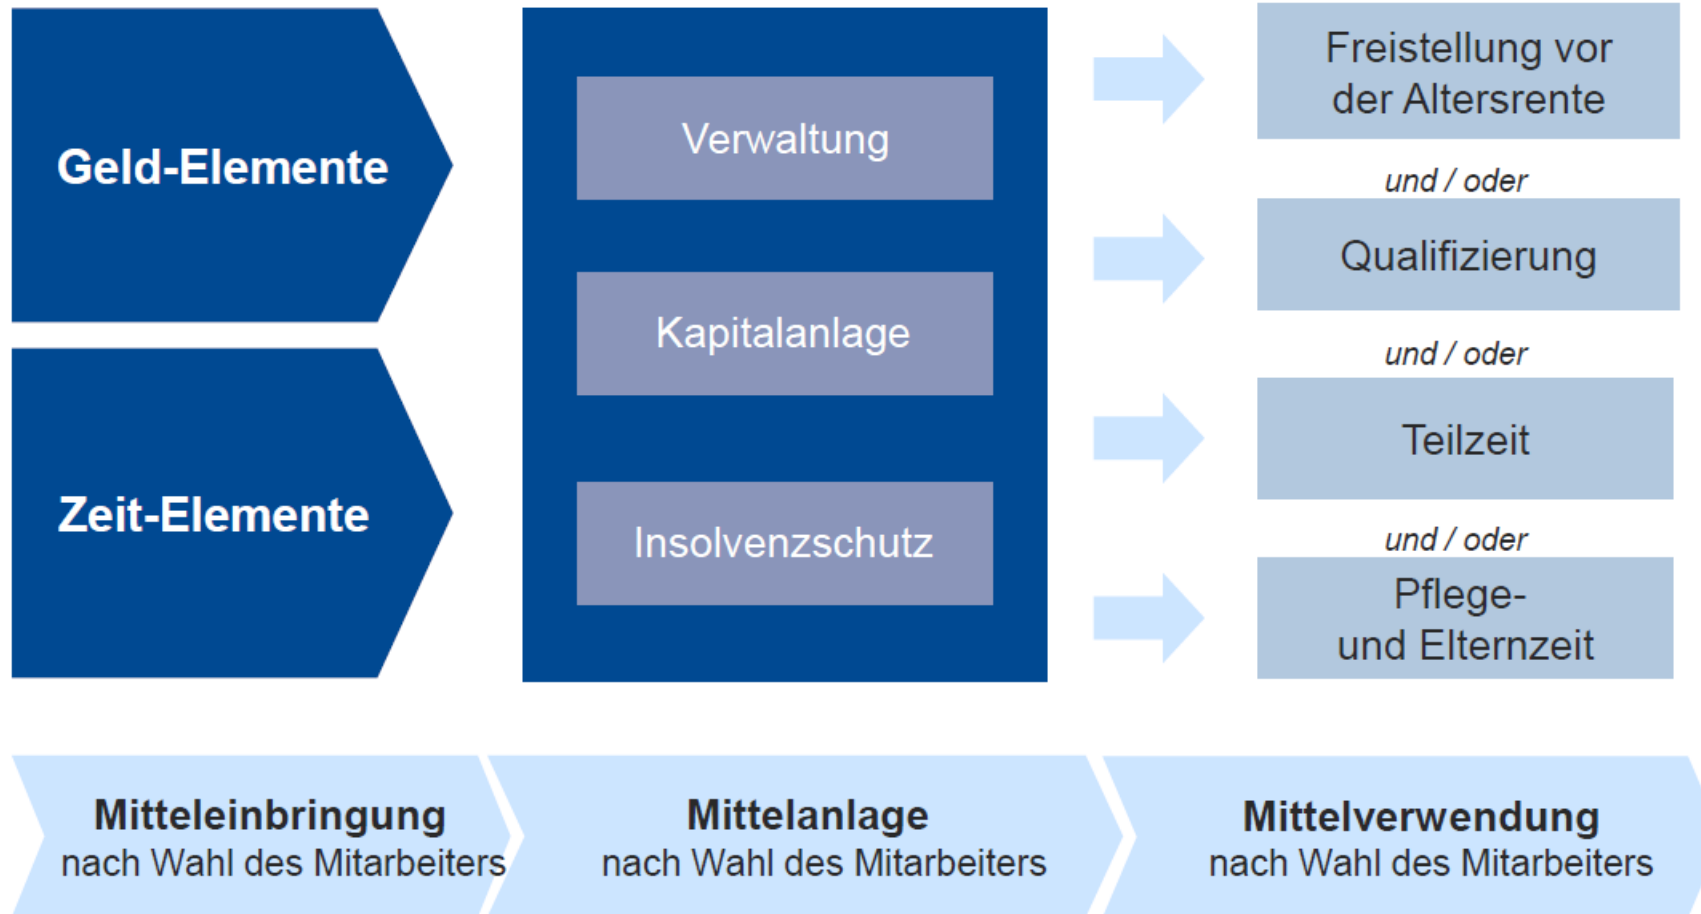 Geld-Elemente
Zeit-Elemente
Verwaltung
Kapitalanlage
Insolvenzschutz
Freistellung vor
der Altersrente
und / oder
Qualifizierung
und / oder
Teilzeit
und / oder
Pflege-
und Elternzeit
Mitteleinbringung
nach Wahl des Mitarbeiters
Mittelanlage
nach Wahl des Mitarbeiters
Mittelverwendung
nach Wahl des Mitarbeiters